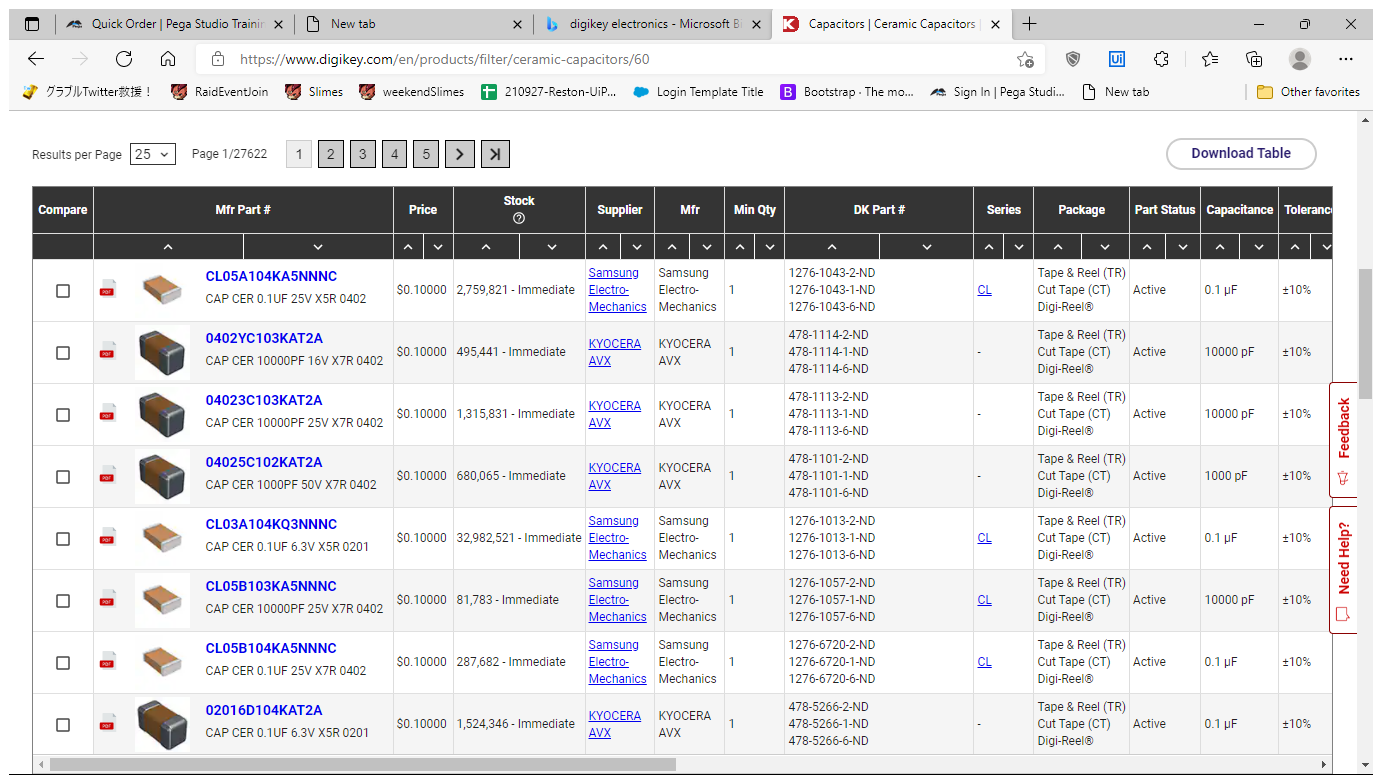 Quick Order | Pega Studio Trainin
New tab
digikey electronics - Microsoft B
Capacitors | Ceramic Capacitors |
https://www.digikey.com/en/products/filter/ceramic-capacitors/60
グラブルTwitter救援！
RaidEventJoin
Slimes
weekendSlimes
210927-Reston-UiP...
Login Template Title
Bootstrap · The mo...
Sign In | Pega Studi...
New tab
Other favorites
Results per Page 25 Page 1/27622 1 2 3 4 5
Download Table
Compare Mfr Part # Price Stock Supplier Mfr Min Qty DK Part # Series Package Part Status Capacitance Toleranc
CL05A104KA5NNNC
CAP CER 0.1UF 25V X5R 0402
$0.10000
2,759,821 - Immediate
Samsung
Electro-
Mechanics
Samsung
Electro-
Mechanics
1
1276-1043-2-ND
1276-1043-1-ND
1276-1043-6-ND
CL
Tape & Reel (TR)
Cut Tape (CT)
Digi-Reel®
Active
0.1 µF
±10%
0402YC103KAT2A
CAP CER 10000PF 16V X7R 0402
$0.10000
495,441 - Immediate
KYOCERA
AVX
KYOCERA
AVX
1
478-1114-2-ND
478-1114-1-ND
478-1114-6-ND
-
Tape & Reel (TR)
Cut Tape (CT)
Digi-Reel®
Active
10000 pF
±10%
04023C103KAT2A
CAP CER 10000PF 25V X7R 0402
$0.10000
1,315,831 - Immediate
KYOCERA
AVX
KYOCERA
AVX
1
478-1113-2-ND
478-1113-1-ND
478-1113-6-ND
-
Tape & Reel (TR)
Cut Tape (CT)
Digi-Reel®
Active
10000 pF
±10%
04025C102KAT2A
CAP CER 1000PF 50V X7R 0402
$0.10000
680,065 - Immediate
KYOCERA
AVX
KYOCERA
AVX
1
478-1101-2-ND
478-1101-1-ND
478-1101-6-ND
-
Tape & Reel (TR)
Cut Tape (CT)
Digi-Reel®
Active
1000 pF
±10%
CL03A104KQ3NNNC
CAP CER 0.1UF 6.3V X5R 0201
$0.10000
32,982,521 - Immediate
Samsung
Electro-
Mechanics
Samsung
Electro-
Mechanics
1
1276-1013-2-ND
1276-1013-1-ND
1276-1013-6-ND
CL
Tape & Reel (TR)
Cut Tape (CT)
Digi-Reel®
Active
0.1 µF
±10%
CL05B103KA5NNNC
CAP CER 10000PF 25V X7R 0402
$0.10000
81,783 - Immediate
Samsung
Electro-
Mechanics
Samsung
Electro-
Mechanics
1
1276-1057-2-ND
1276-1057-1-ND
1276-1057-6-ND
CL
Tape & Reel (TR)
Cut Tape (CT)
Digi-Reel®
Active
10000 pF
±10%
CL05B104KA5NNNC
CAP CER 0.1UF 25V X7R 0402
$0.10000
287,682 - Immediate
Samsung
Electro-
Mechanics
Samsung
Electro-
Mechanics
1
1276-6720-2-ND
1276-6720-1-ND
1276-6720-6-ND
CL
Tape & Reel (TR)
Cut Tape (CT)
Digi-Reel®
Active
0.1 µF
±10%
02016D104KAT2A
CAP CER 0.1UF 6.3V X5R 0201
$0.10000
1,524,346 - Immediate
KYOCERA
AVX
KYOCERA
AVX
1
478-5266-2-ND
478-5266-1-ND
478-5266-6-ND
-
Tape & Reel (TR)
Cut Tape (CT)
Digi-Reel®
Active
0.1 µF
±10%
Feedback
Need Help?